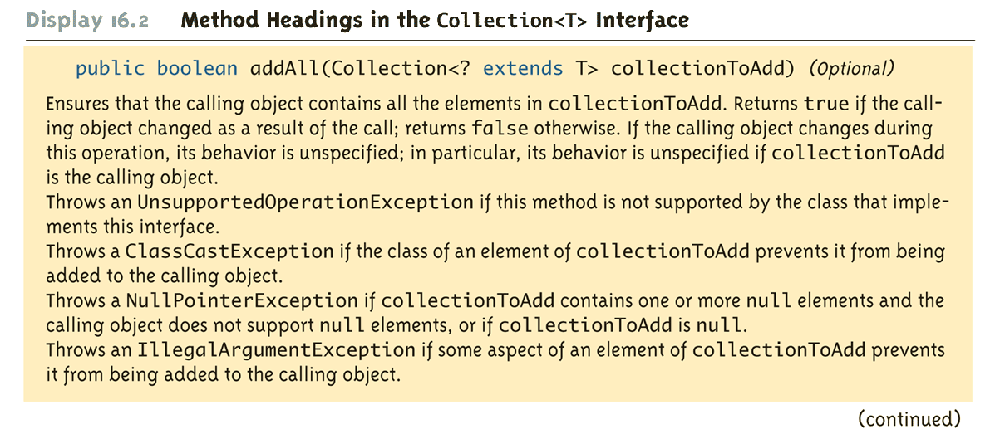 Display 16.2 Method Headings in the Collection<T> Interface
public boolean addAll(Collection<? extends T> collectionToAdd) (Optional)
Ensures that the calling object contains all the elements in collectionToAdd. Returns true if the call-
ing object changed as a result of the call; returns false otherwise. If the calling object changes during
this operation, its behavior is unspecified; in particular, its behavior is unspecified if collectionToAdd
is the calling object.
Throws an UnsupportedOperationException if this method is not supported by the class that imple-
ments this interface.
Throws a ClassCastException if the class of an element of collectionToAdd prevents it from being
added to the calling object.
Throws a NullPointerException if collectionToAdd contains one or more null elements and the
calling object does not support null elements, or if collectionToAdd is null.
Throws an IllegalArgumentException if some aspect of an element of collectionToAdd prevents
it from being added to the calling object.
(continued)